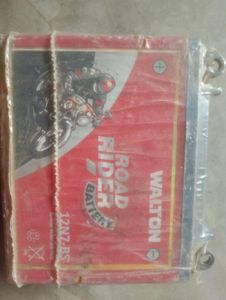 WALTON
ROAD
RIDER
BATTERY
12N7-BS